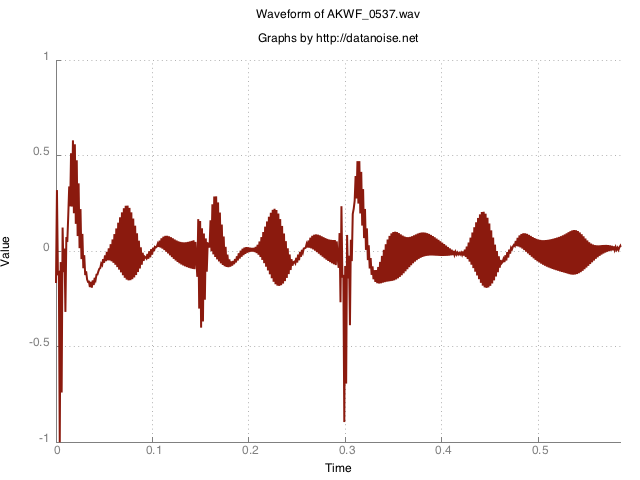 Waveform of AKWF_0537.wav
Graphs by http://datanoise.net
1
0.5
0
-0.5
-1
Value
0 0.1 0.2 0.3 0.4 0.5
Time